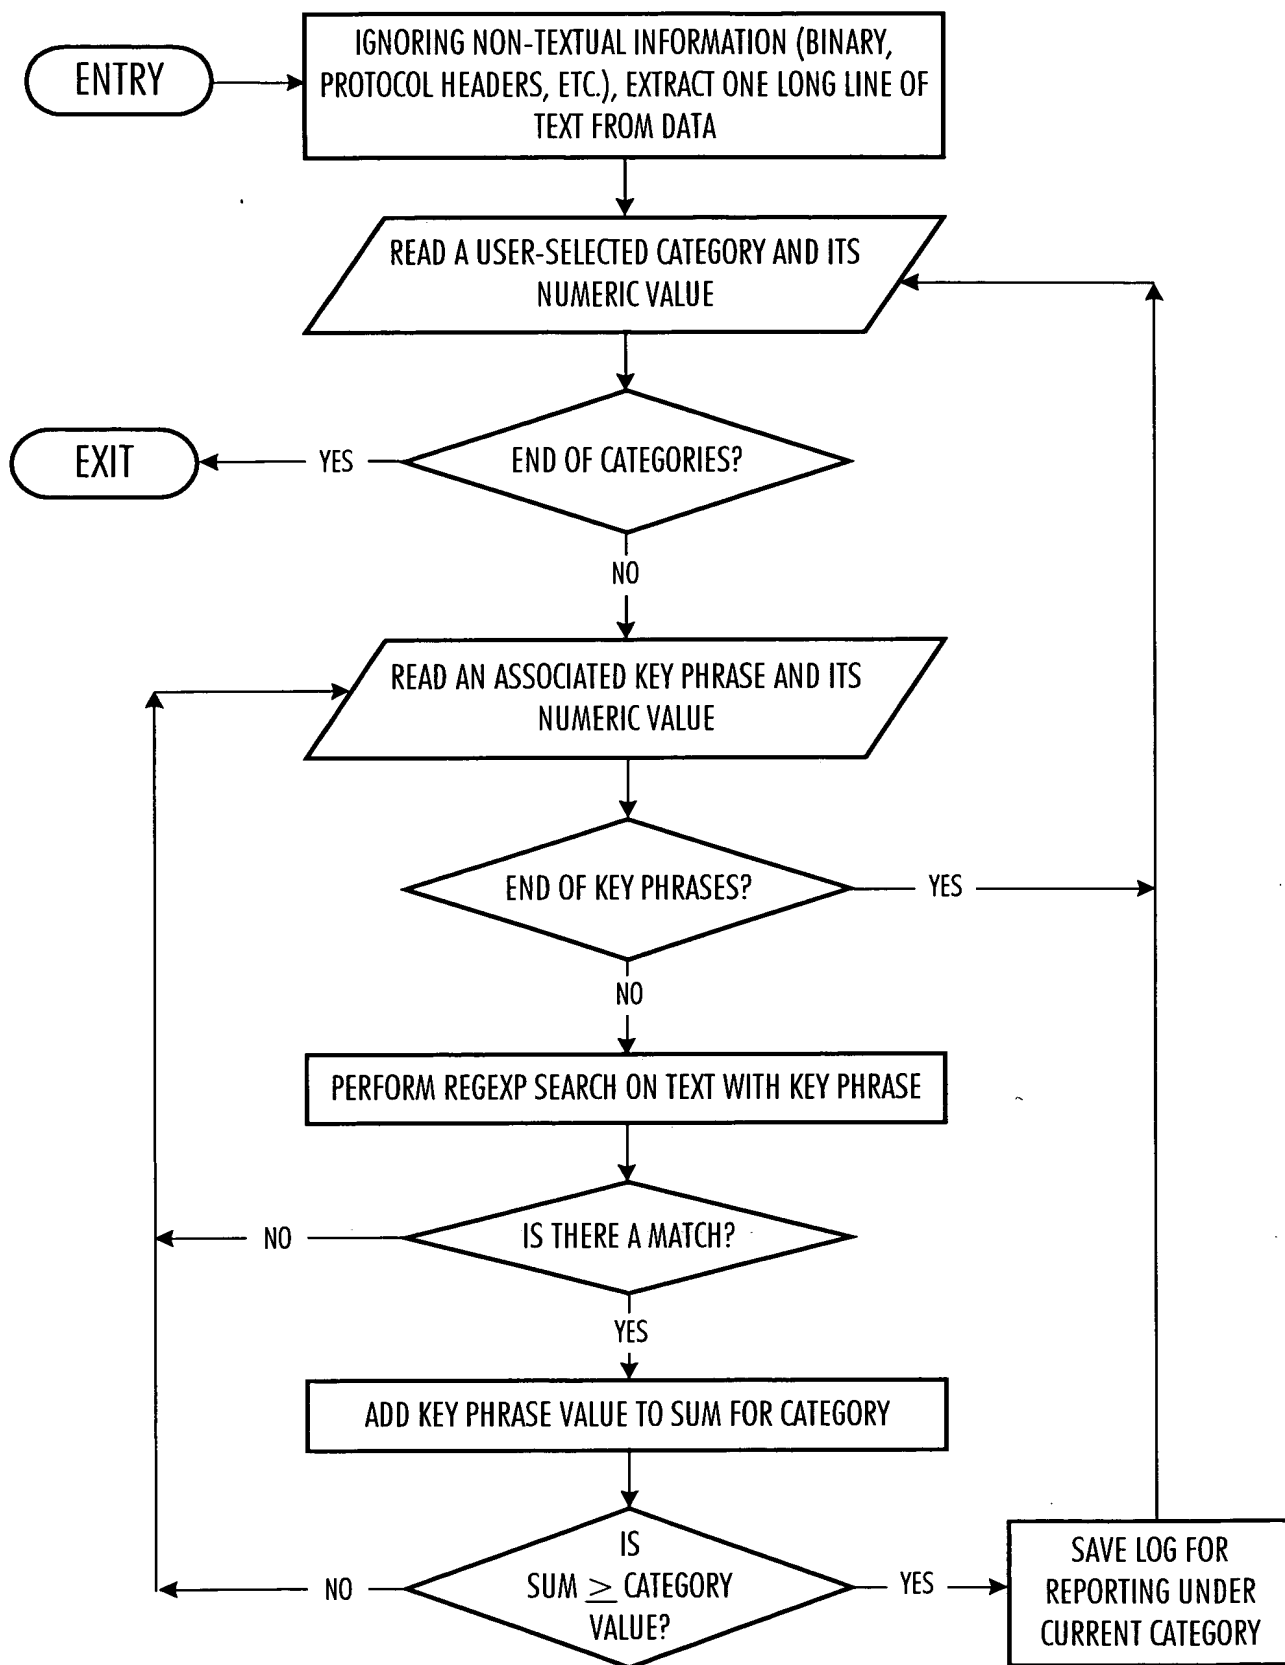 ENTRY
IGNORING NON-TEXTUAL INFORMATION (BINARY,
PROTOCOL HEADERS, ETC.), EXTRACT ONE LONG LINE OF
TEXT FROM DATA
READ A USER-SELECTED CATEGORY AND ITS
NUMERIC VALUE
EXIT
YES
END OF CATEGORIES?
NO
READ AN ASSOCIATED KEY PHRASE AND ITS
NUMERIC VALUE
END OF KEY PHRASES?
YES
NO
PERFORM REGEXP SEARCH ON TEXT WITH KEY PHRASE
NO
IS THERE A MATCH?
YES
ADD KEY PHRASE VALUE TO SUM FOR CATEGORY
NO
IS
SUM ≥ CATEGORY
VALUE?
YES
SAVE LOG FOR
REPORTING UNDER
CURRENT CATEGORY